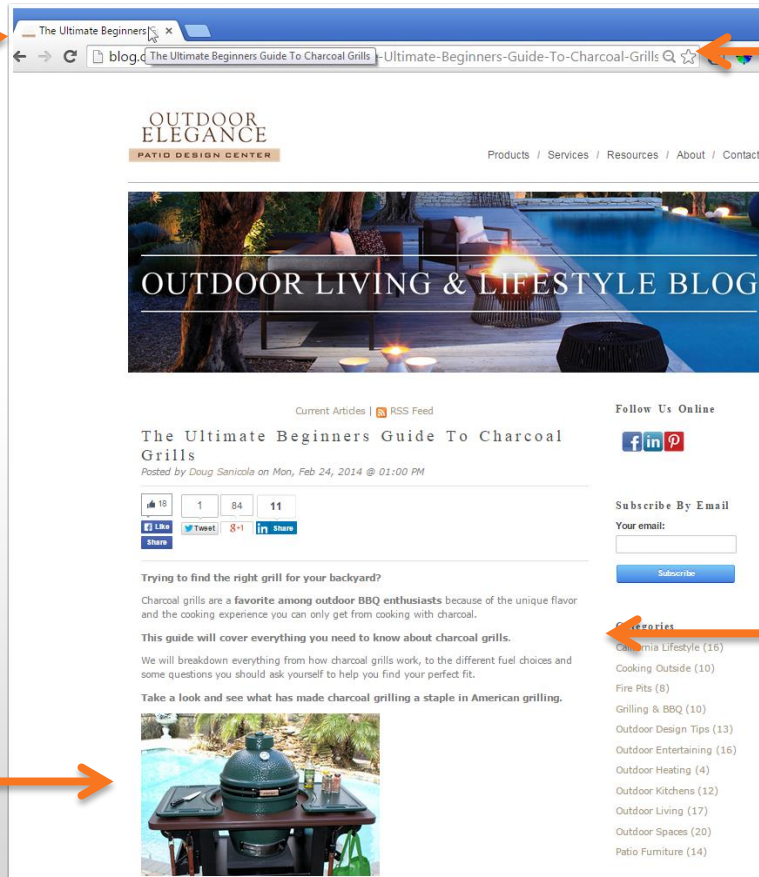 The Ultimate Beginners
The Ultimate Beginners Guide To Charcoal Grills
-Ultimate-Beginners-Guide-To-Charcoal-Grills
OUTDOOR
ELEGANCE
PATIO DESIGN CENTER
Products / Services / Resources / About / Contact
OUTDOOR LIVING & LIFESTYLE BLOG
Current Articles | RSS Feed
The Ultimate Beginners Guide To Charcoal
Grills
Posted by Doug Sanicola on Mon, Feb 24, 2014 @ 01:00 PM
18 1 84 11
Like Tweet +1 in Share
Share
Trying to find the right grill for your backyard?
Charcoal grills are a favorite among outdoor BBQ enthusiasts because of the unique flavor
and the cooking experience you can only get from cooking with charcoal.
This guide will cover everything you need to know about charcoal grills.
We will breakdown everything from how charcoal grills work, to the different fuel choices and
some questions you should ask yourself to help you find your perfect fit.
Take a look and see what has made charcoal grilling a staple in American grilling.
Follow Us Online
f in p
Subscribe By Email
Your email:
Subscribe
Categories
California Lifestyle (16)
Cooking Outside (10)
Fire Pits (8)
Grilling & BBQ (10)
Outdoor Design Tips (13)
Outdoor Entertaining (16)
Outdoor Heating (4)
Outdoor Kitchens (12)
Outdoor Living (17)
Outdoor Spaces (20)
Patio Furniture (14)